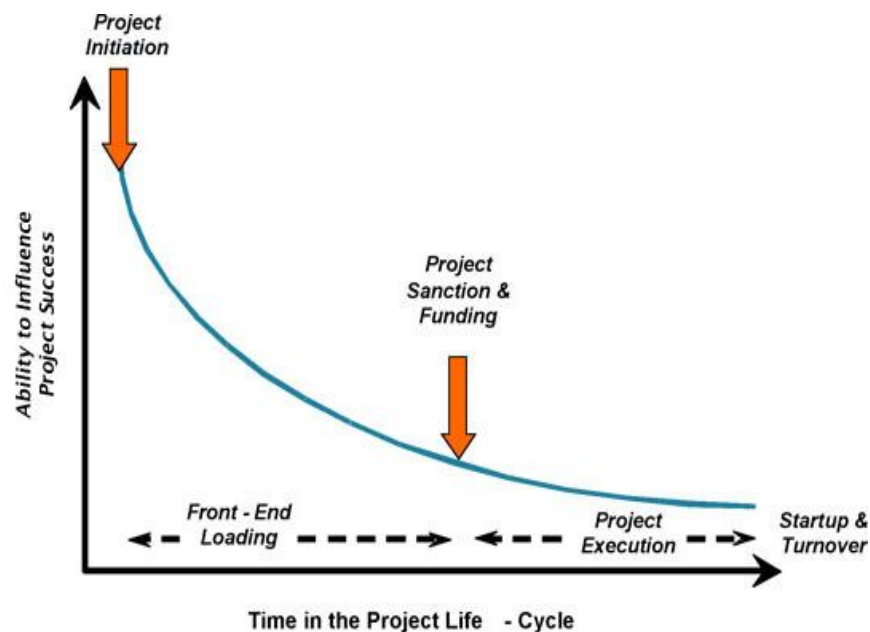 Project
Initiation
Ability to Influence
Project Success
Project
Sanction &
Funding
Front - End
Loading
Project
Execution
Startup &
Turnover
Time in the Project Life - Cycle